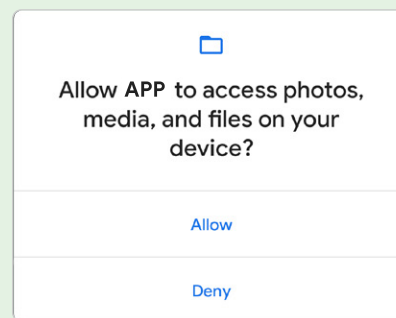 Allow APP to access photos,
media, and files on your
device?
Allow
Deny